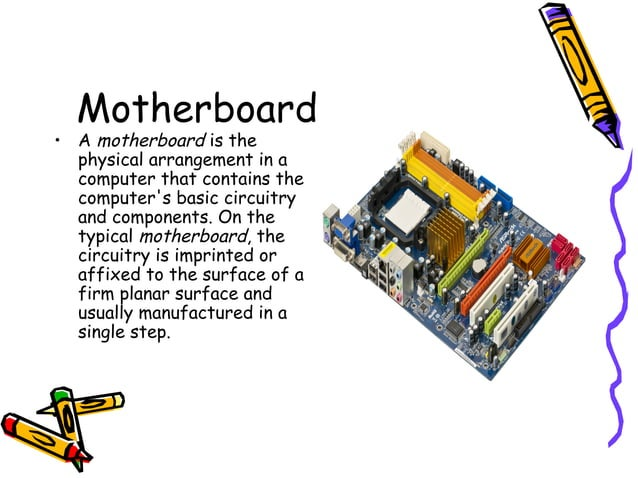 Motherboard
• A motherboard is the
physical arrangement in a
computer that contains the
computer's basic circuitry
and components. On the
typical motherboard, the
circuitry is imprinted or
affixed to the surface of a
firm planar surface and
usually manufactured in a
single step.